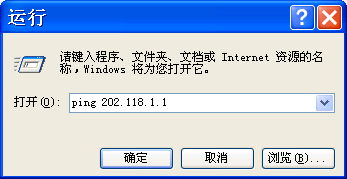 运行
请键入程序、文件夹、文档或 Internet 资源的名
称，Windows 将为您打开它。
打开(O): ping 202.118.1.1
确定 取消 浏览(B)...